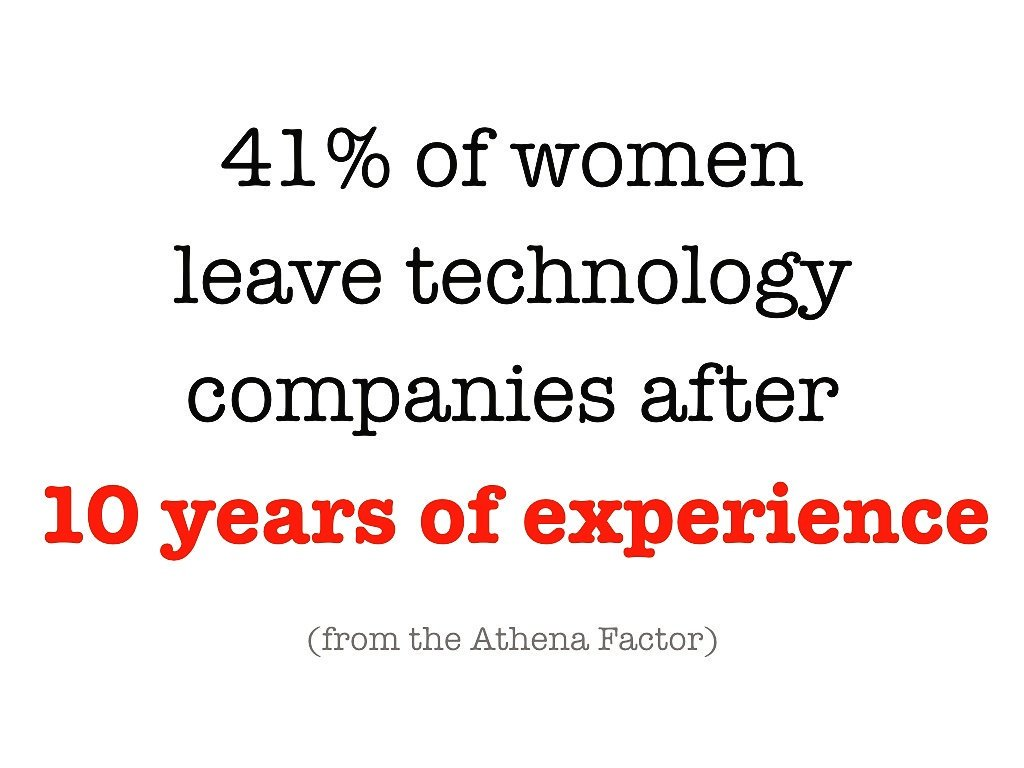 41% of women
leave technology
companies after
10 years of experience
(from the Athena Factor)